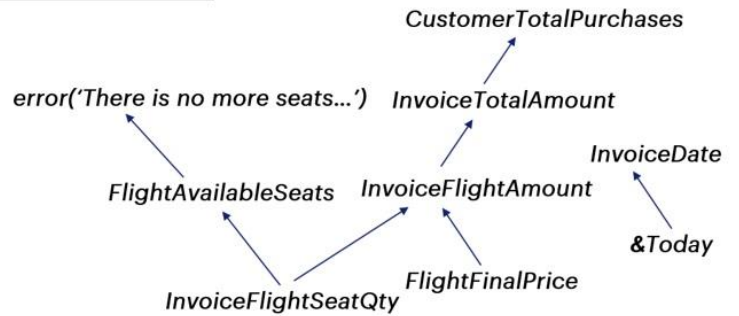 CustomerTotalPurchases
error(‘There is no more seats...’)
InvoiceTotalAmount
InvoiceDate
FlightAvailableSeats
InvoiceFlightAmount
&Today
FlightFinalPrice
InvoiceFlightSeatQty